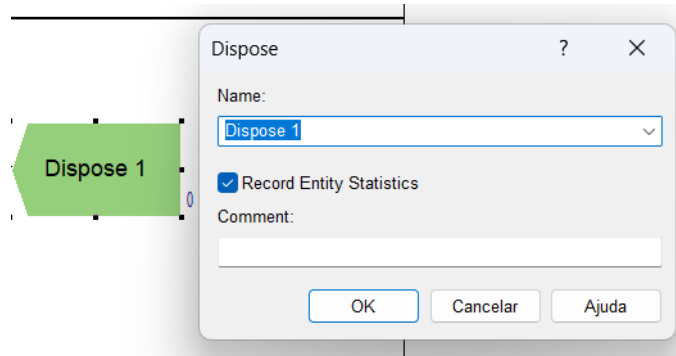 Dispose
?
Name:
Dispose 1
Dispose 1
0
Record Entity Statistics
Comment:
OK
Cancelar
Ajuda